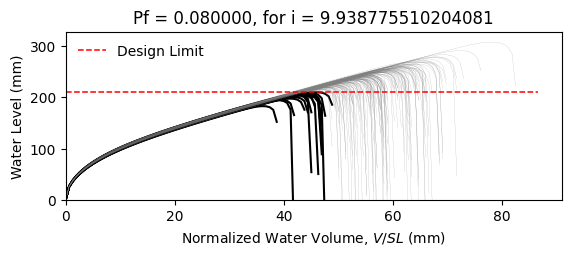 Pf = 0.080000, for i = 9.938775510204081
Design Limit
Water Level (mm)
300
200
100
0
0 20 40 60 80
Normalized Water Volume, V/SL (mm)